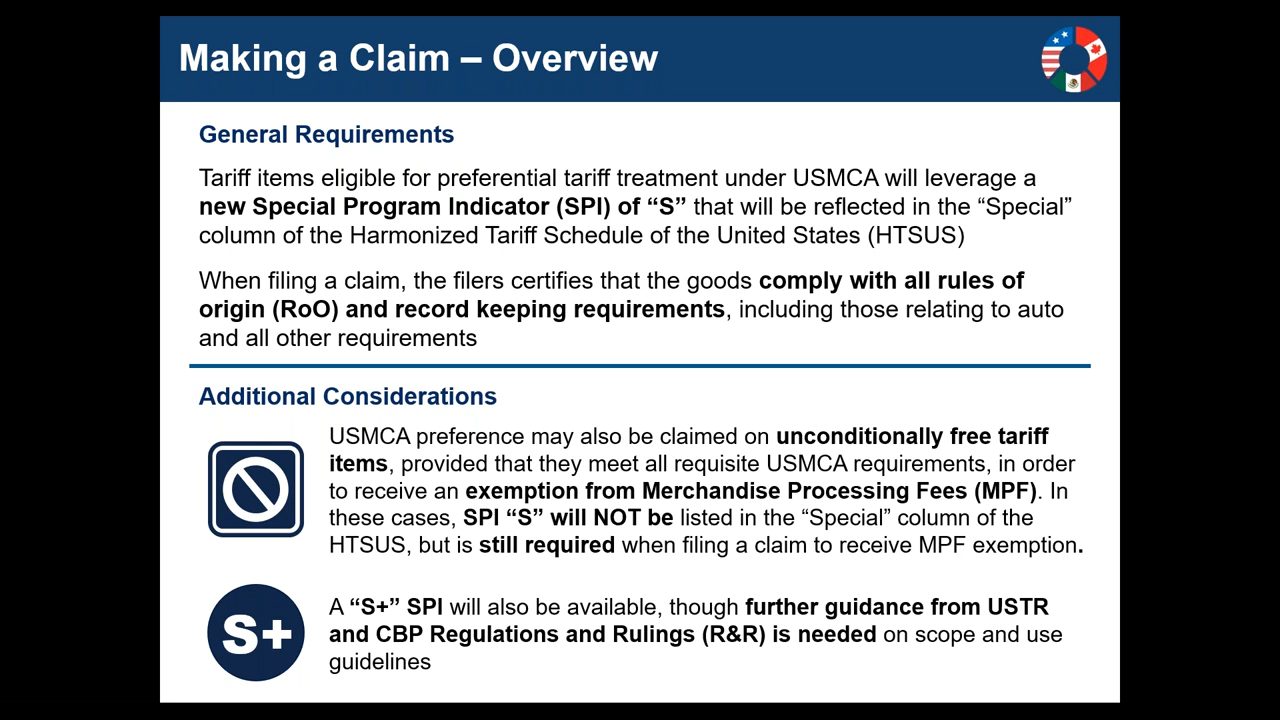 Making a Claim – Overview
General Requirements
Tariff items eligible for preferential tariff treatment under USMCA will leverage a
new Special Program Indicator (SPI) of “S” that will be reflected in the “Special”
column of the Harmonized Tariff Schedule of the United States (HTSUS)
When filing a claim, the filers certifies that the goods comply with all rules of
origin (RoO) and record keeping requirements, including those relating to auto
and all other requirements
Additional Considerations
USMCA preference may also be claimed on unconditionally free tariff
items, provided that they meet all requisite USMCA requirements, in order
to receive an exemption from Merchandise Processing Fees (MPF). In
these cases, SPI “S” will NOT be listed in the “Special” column of the
HTSUS, but is still required when filing a claim to receive MPF exemption.
S+
A “S+” SPI will also be available, though further guidance from USTR
and CBP Regulations and Rulings (R&R) is needed on scope and use
guidelines